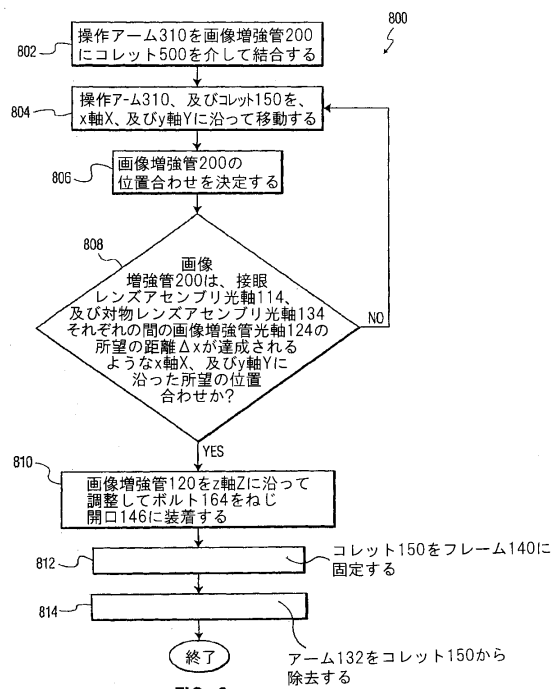 800
802
操作アーム310を画像増強管200
にコレット500を介して結合する
804
操作アーム310、及びコレット150を、
x軸X、及びy軸Yに沿って移動する
806
画像増強管200の
位置合わせを決定する
808
画像
増強管200は、接眼
レンズアセンブリ光軸114、
及び対物レンズアセンブリ光軸134
それぞれの間の画像増強管光軸124の
所望の距離Δxが達成される
ようなx軸X、及びy軸Yに
沿った所望の位置
合わせか?
NO
YES
810
画像増強管120をz軸Zに沿って
調整してボルト164をねじ
開口146に装着する
812
コレット150をフレーム140に
固定する
814
アーム132をコレット150から
除去する
終了